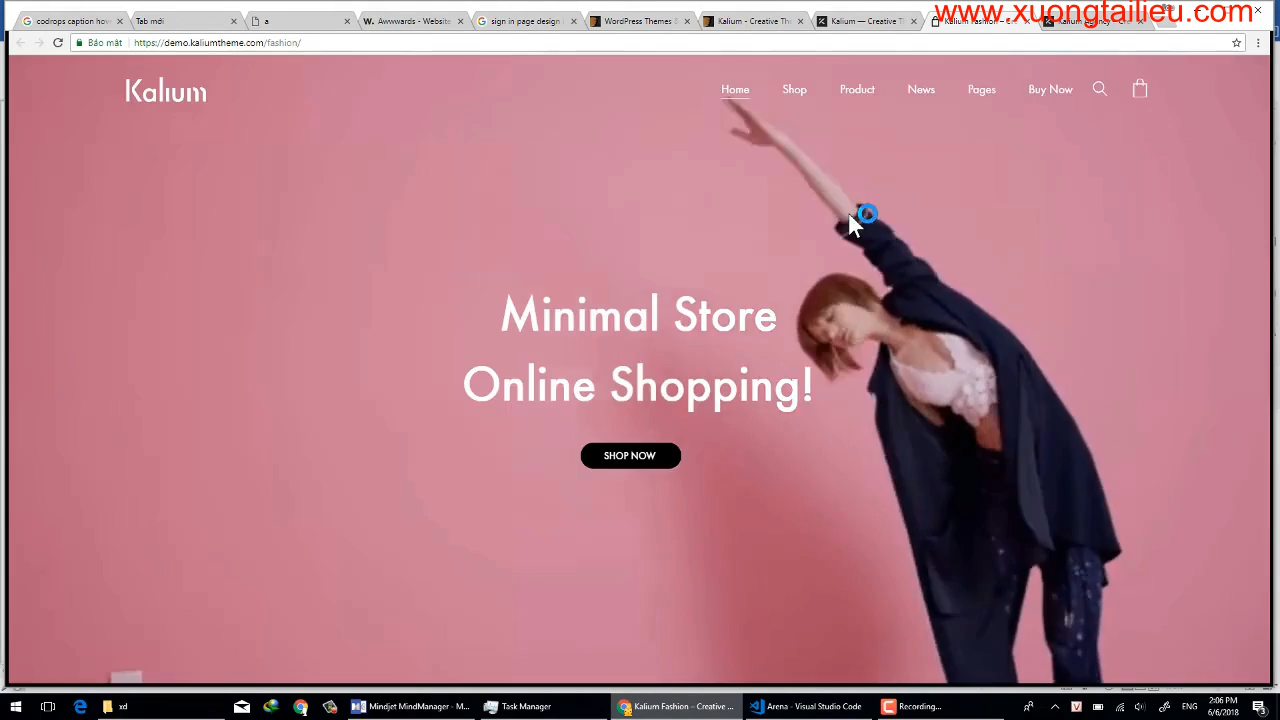 www.xuongtailieu.com
codrops caption how
Tab mới
a
Awwwards - Website
sign in page design
WordPress Themes &
Kalium - Creative The
Kalium — Creative Th
Kalium Fashion – C
Kalium Agency
Bảo mật
https://demo.kaliumtheme.com/fashion/
Kalium
Home
Shop
Product
News
Pages
Buy Now
Minimal Store
Online Shopping!
SHOP NOW
xd
Mindjet MindManager - M...
Task Manager
Kalium Fashion – Creative ...
Arena - Visual Studio Code
Recording...
ENG
2:06 PM
6/6/2018